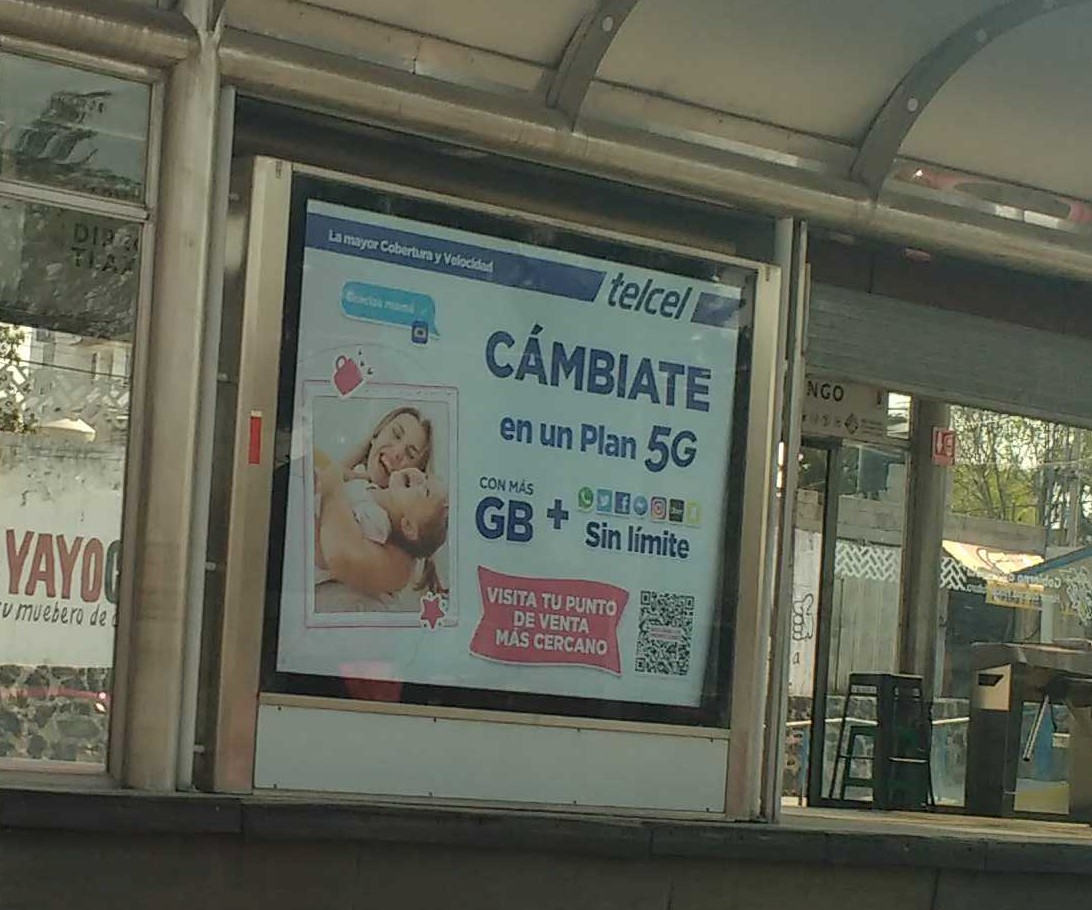 La mayor Cobertura y Velocidad
telcel
Gracias mamá
CÁMBIATE
en un Plan 5G
CON MÁS
GB + Sin límite
VISITA TU PUNTO
DE VENTA
MÁS CERCANO
YAYO
mueblero de
NGO